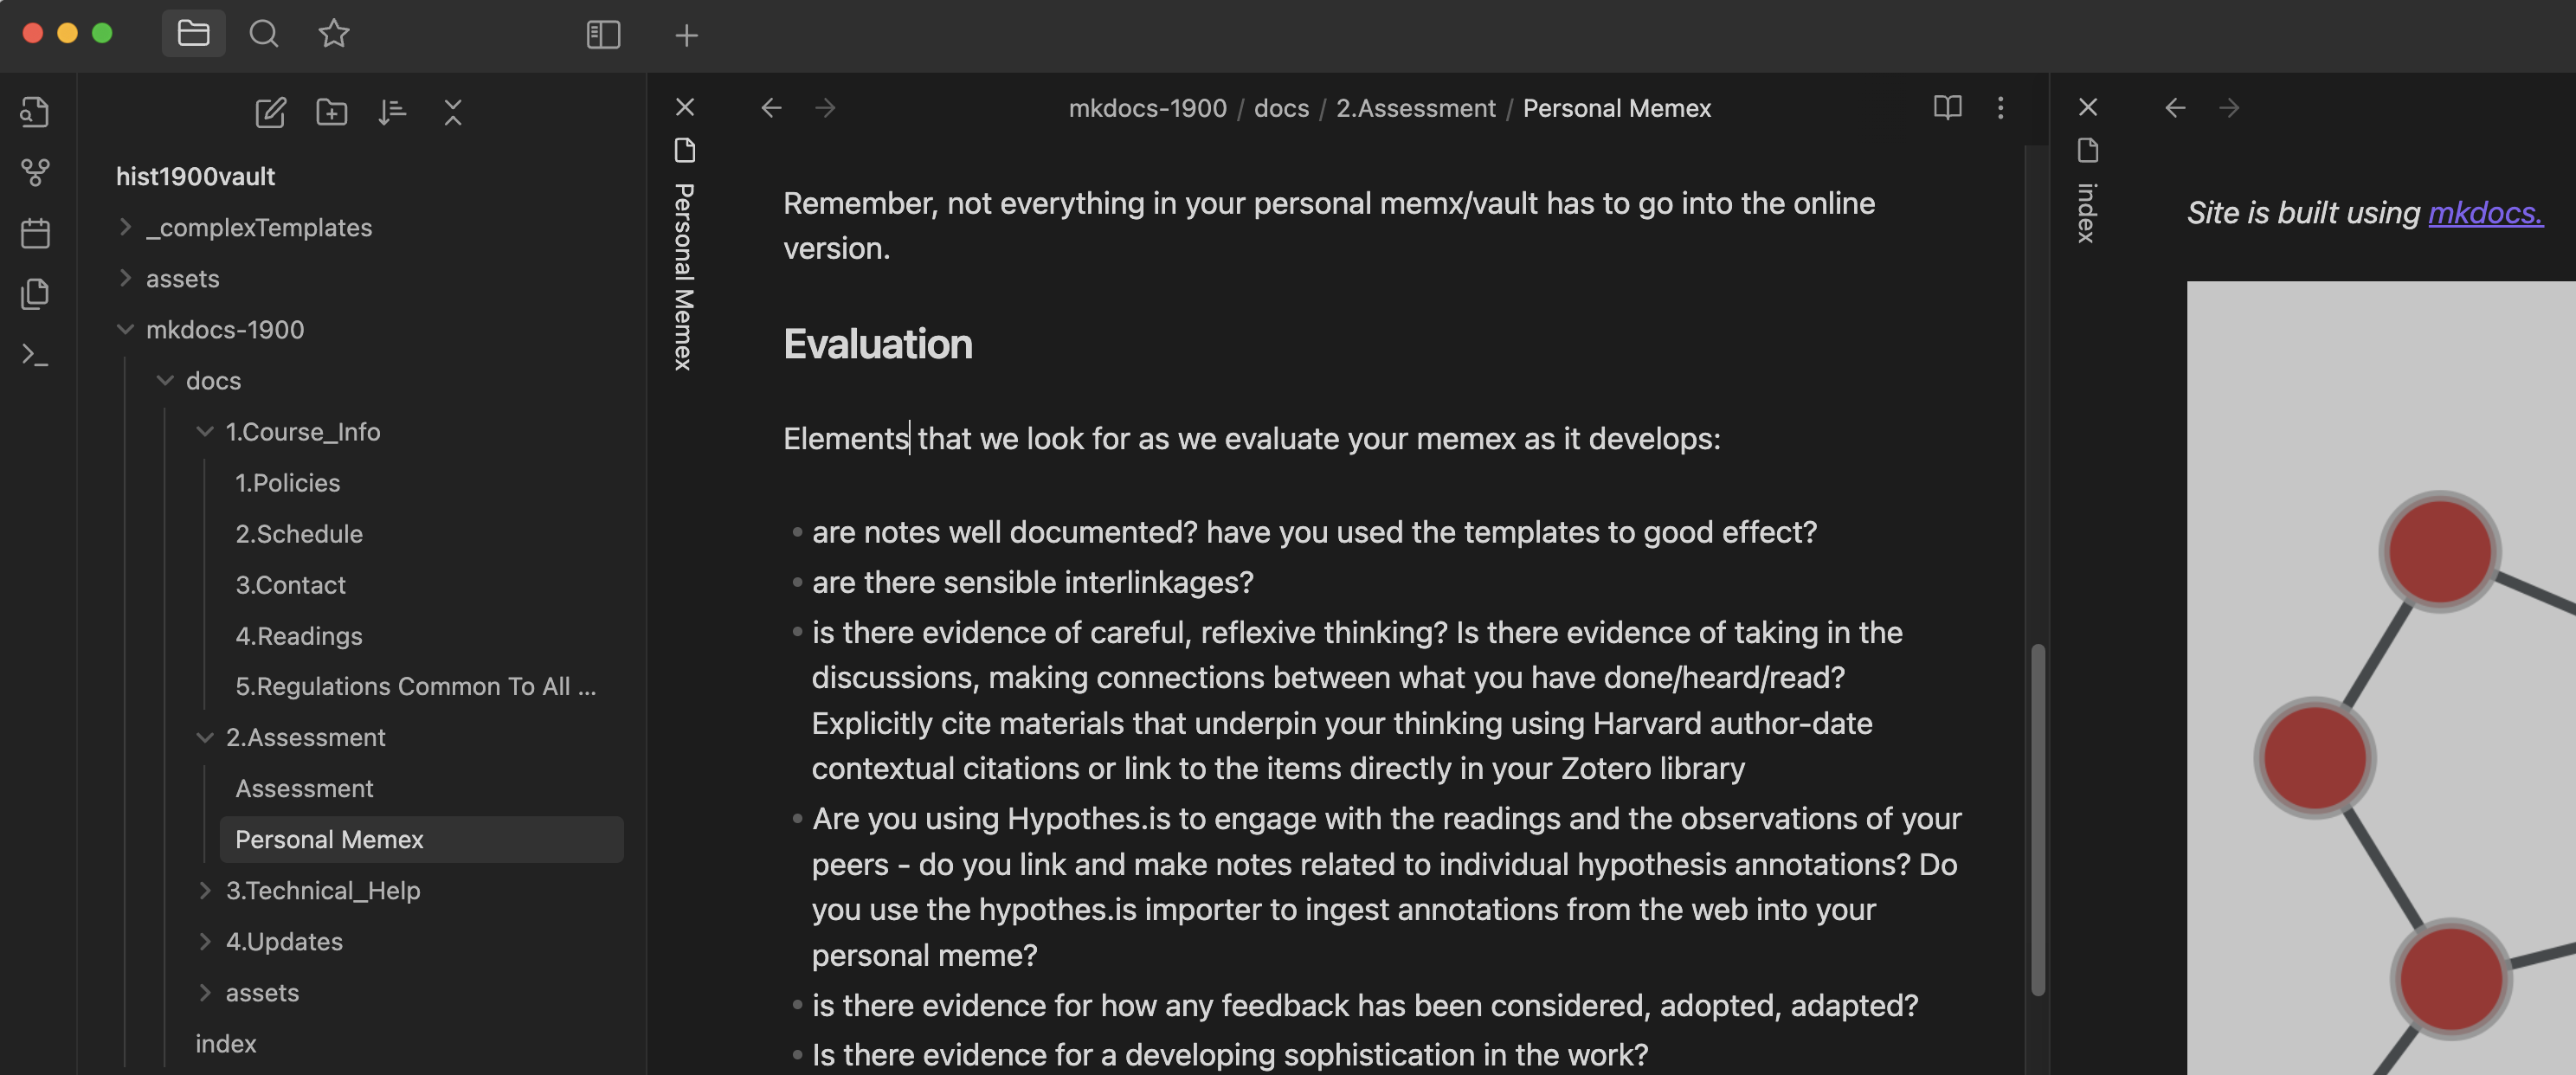 hist1900vault
_complexTemplates
assets
mkdocs-1900
docs
1.Course_Info
1.Policies
2.Schedule
3.Contact
4.Readings
5.Regulations Common To All ...
2.Assessment
Assessment
Personal Memex
3.Technical_Help
4.Updates
assets
index
Personal Memex
mkdocs-1900 / docs / 2.Assessment / Personal Memex
Remember, not everything in your personal memx/vault has to go into the online
version.
Evaluation
Elements that we look for as we evaluate your memex as it develops:
• are notes well documented? have you used the templates to good effect?
• are there sensible interlinkages?
• is there evidence of careful, reflexive thinking? Is there evidence of taking in the
discussions, making connections between what you have done/heard/read?
Explicitly cite materials that underpin your thinking using Harvard author-date
contextual citations or link to the items directly in your Zotero library
• Are you using Hypothes.is to engage with the readings and the observations of your
peers - do you link and make notes related to individual hypothesis annotations? Do
you use the hypothes.is importer to ingest annotations from the web into your
personal meme?
• is there evidence for how any feedback has been considered, adopted, adapted?
• Is there evidence for a developing sophistication in the work?
index
Site is built using mkdocs.